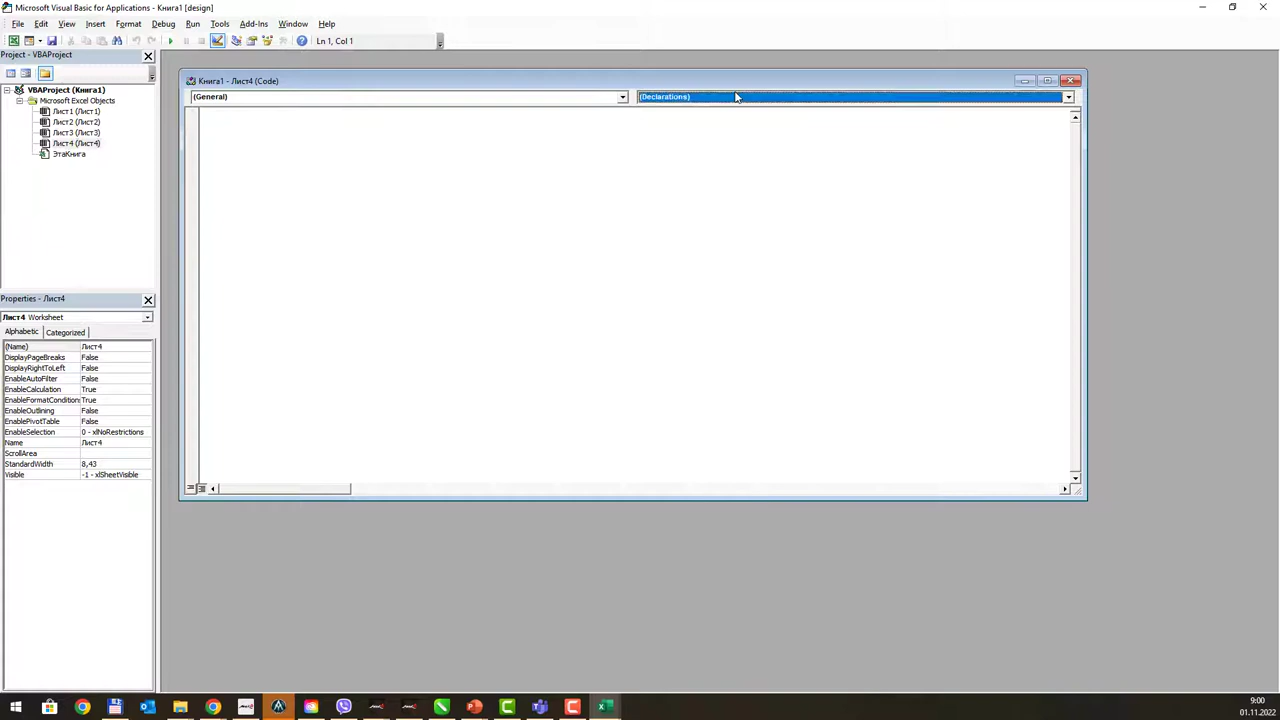 Microsoft Visual Basic for Applications - Книга1 [design]
File Edit View Insert Format Debug Run Tools Add-Ins Window Help
Ln 1, Col 1
Project - VBAProject
VBAProject (Книга1)
Microsoft Excel Objects
Лист1 (Лист1)
Лист2 (Лист2)
Лист3 (Лист3)
Лист4 (Лист4)
ЭтаКнига
Книга1 - Лист4 (Code)
(General)
(Declarations)
Properties - Лист4
Лист4 Worksheet
Alphabetic Categorized
(Name) Лист4
DisplayPageBreaks False
DisplayRightToLeft False
EnableAutoFilter False
EnableCalculation True
EnableFormatCondition True
EnableOutlining False
EnablePivotTable False
EnableSelection 0 - xlNoRestrictions
Name Лист4
ScrollArea
StandardWidth 8,43
Visible -1 - xlSheetVisible
9:00
01.11.2022